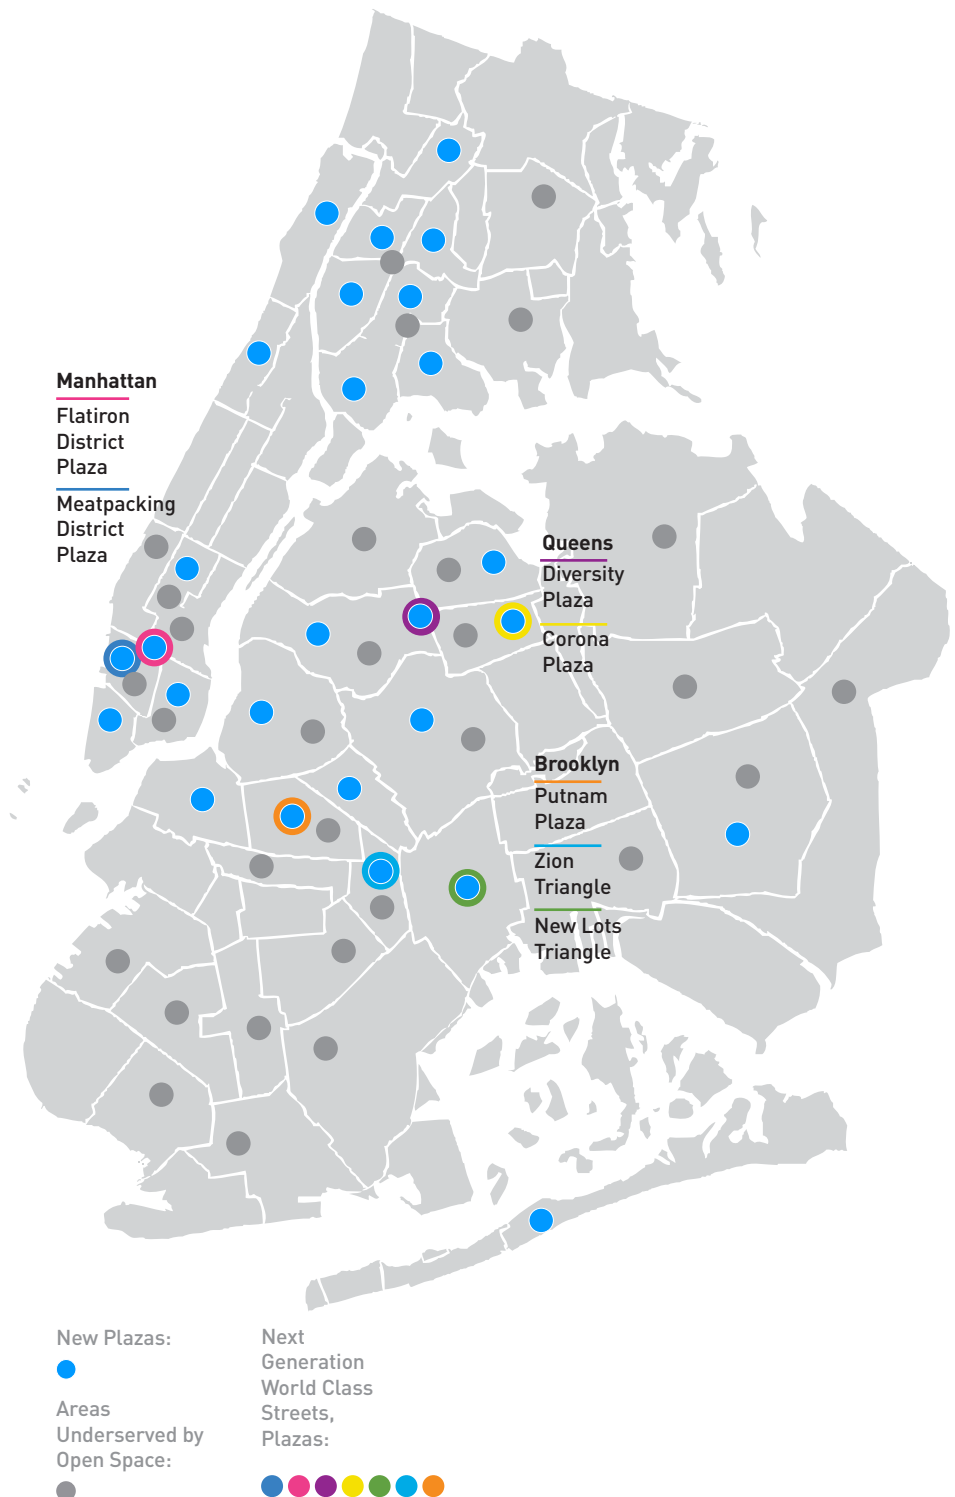 Manhattan
Flatiron
District
Plaza
Meatpacking
District
Plaza
Queens
Diversity
Plaza
Corona
Plaza
Brooklyn
Putnam
Plaza
Zion
Triangle
New Lots
Triangle
New Plazas:
Areas
Underserved by
Open Space:
Next
Generation
World Class
Streets,
Plazas: